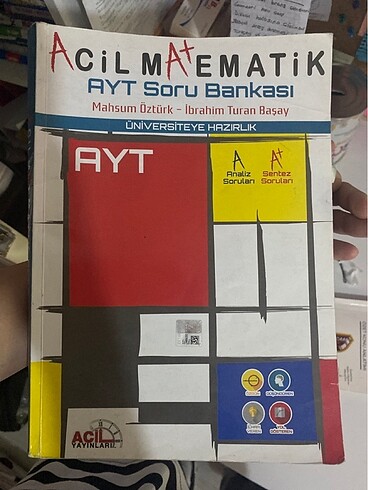 ACİL MATEMATİK
AYT Soru Bankası
Mahsum Öztürk - İbrahim Turan Başay
ÜNİVERSİTEYE HAZIRLIK
AYT
A A+
Analiz Soruları
Sentez Soruları
ACİL
YAYINLARI